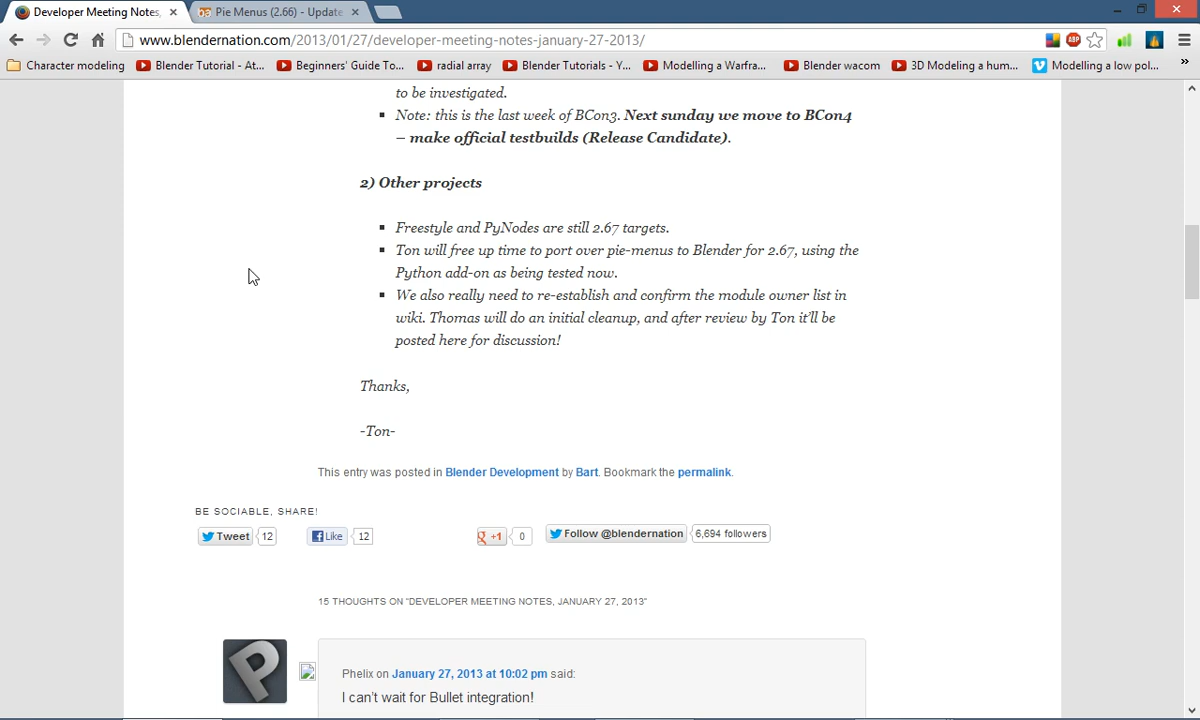 Developer Meeting Notes,
Pie Menus (2.66) - Update
www.blendernation.com/2013/01/27/developer-meeting-notes-january-27-2013/
ABP
Character modeling
Blender Tutorial - At...
Beginners' Guide To...
radial array
Blender Tutorials - Y...
Modelling a Warfra...
Blender wacom
3D Modeling a hum...
Modelling a low pol...
»
to be investigated.
▪ Note: this is the last week of BCon3. Next sunday we move to BCon4
– make official testbuilds (Release Candidate).
2) Other projects
▪ Freestyle and PyNodes are still 2.67 targets.
▪ Ton will free up time to port over pie-menus to Blender for 2.67, using the
Python add-on as being tested now.
▪ We also really need to re-establish and confirm the module owner list in
wiki. Thomas will do an initial cleanup, and after review by Ton it'll be
posted here for discussion!
Thanks,
-Ton-
This entry was posted in Blender Development by Bart. Bookmark the permalink.
BE SOCIABLE, SHARE!
Tweet 12 Like 12 g +1 0 Follow @blendernation 6,694 followers
15 THOUGHTS ON "DEVELOPER MEETING NOTES, JANUARY 27, 2013"
P
Phelix on January 27, 2013 at 10:02 pm said:
I can't wait for Bullet integration!